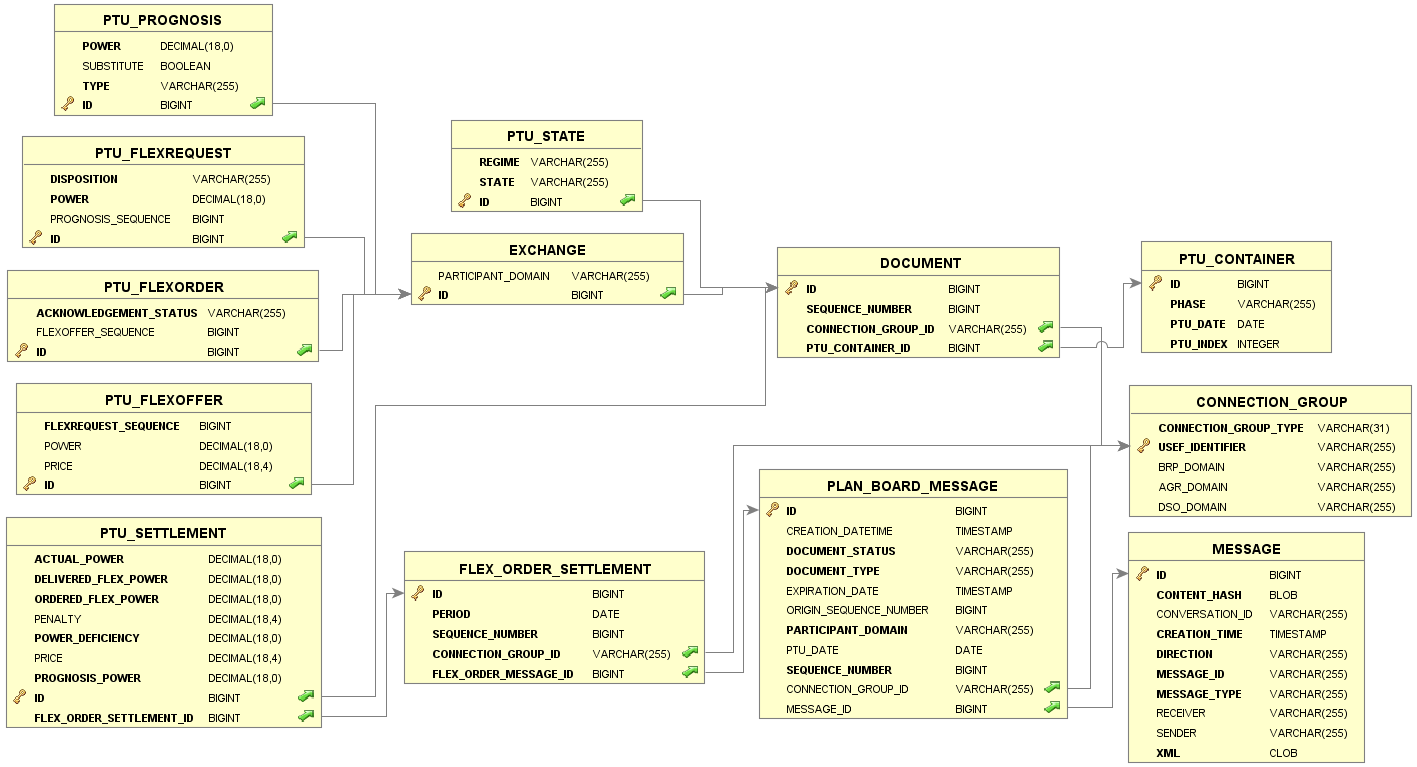 PTU_PROGNOSIS
POWER DECIMAL(18,0)
SUBSTITUTE BOOLEAN
TYPE VARCHAR(255)
ID BIGINT
PTU_FLEXREQUEST
DISPOSITION VARCHAR(255)
POWER DECIMAL(18,0)
PROGNOSIS_SEQUENCE BIGINT
ID BIGINT
PTU_FLEXORDER
ACKNOWLEDGEMENT_STATUS VARCHAR(255)
FLEXOFFER_SEQUENCE BIGINT
ID BIGINT
PTU_FLEXOFFER
FLEXREQUEST_SEQUENCE BIGINT
POWER DECIMAL(18,0)
PRICE DECIMAL(18,4)
ID BIGINT
PTU_SETTLEMENT
ACTUAL_POWER DECIMAL(18,0)
DELIVERED_FLEX_POWER DECIMAL(18,0)
ORDERED_FLEX_POWER DECIMAL(18,0)
PENALTY DECIMAL(18,4)
POWER_DEFICIENCY DECIMAL(18,0)
PRICE DECIMAL(18,4)
PROGNOSIS_POWER DECIMAL(18,0)
ID BIGINT
FLEX_ORDER_SETTLEMENT_ID BIGINT
PTU_STATE
REGIME VARCHAR(255)
STATE VARCHAR(255)
ID BIGINT
EXCHANGE
PARTICIPANT_DOMAIN VARCHAR(255)
ID BIGINT
FLEX_ORDER_SETTLEMENT
ID BIGINT
PERIOD DATE
SEQUENCE_NUMBER BIGINT
CONNECTION_GROUP_ID VARCHAR(255)
FLEX_ORDER_MESSAGE_ID BIGINT
DOCUMENT
ID BIGINT
SEQUENCE_NUMBER BIGINT
CONNECTION_GROUP_ID VARCHAR(255)
PTU_CONTAINER_ID BIGINT
PLAN_BOARD_MESSAGE
ID BIGINT
CREATION_DATETIME TIMESTAMP
DOCUMENT_STATUS VARCHAR(255)
DOCUMENT_TYPE VARCHAR(255)
EXPIRATION_DATE TIMESTAMP
ORIGIN_SEQUENCE_NUMBER BIGINT
PARTICIPANT_DOMAIN VARCHAR(255)
PTU_DATE DATE
SEQUENCE_NUMBER BIGINT
CONNECTION_GROUP_ID VARCHAR(255)
MESSAGE_ID BIGINT
PTU_CONTAINER
ID BIGINT
PHASE VARCHAR(255)
PTU_DATE DATE
PTU_INDEX INTEGER
CONNECTION_GROUP
CONNECTION_GROUP_TYPE VARCHAR(31)
USEF_IDENTIFIER VARCHAR(255)
BRP_DOMAIN VARCHAR(255)
AGR_DOMAIN VARCHAR(255)
DSO_DOMAIN VARCHAR(255)
MESSAGE
ID BIGINT
CONTENT_HASH BLOB
CONVERSATION_ID VARCHAR(255)
CREATION_TIME TIMESTAMP
DIRECTION VARCHAR(255)
MESSAGE_ID VARCHAR(255)
MESSAGE_TYPE VARCHAR(255)
RECEIVER VARCHAR(255)
SENDER VARCHAR(255)
XML CLOB